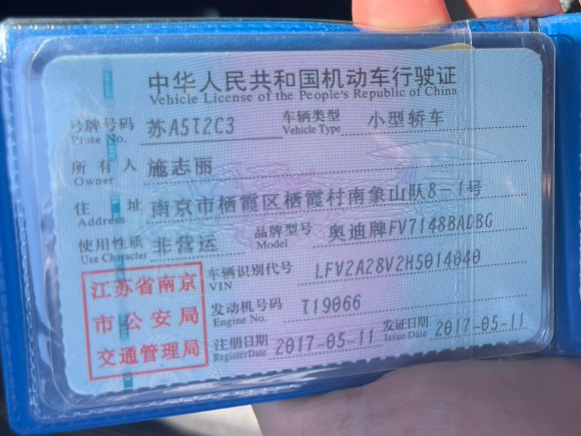 中华人民共和国机动车行驶证
Vehicle License of the People's Republic of China
号牌号码 苏A5T2C3 车辆类型 小型轿车
Plate No. Vehicle Type
所有人 施志丽
Owner
住址 南京市栖霞区栖霞村南象山队8-1号
Address
使用性质 非营运 品牌型号 奥迪牌FV7148BADBG
Use Character Model
江苏省南京
市公安局
交通管理局
车辆识别代号 LFV2A28V2H5014040
VIN
发动机号码 T19066
Engine No.
注册日期 2017-05-11 发证日期 2017-05-11
Register Date Issue Date